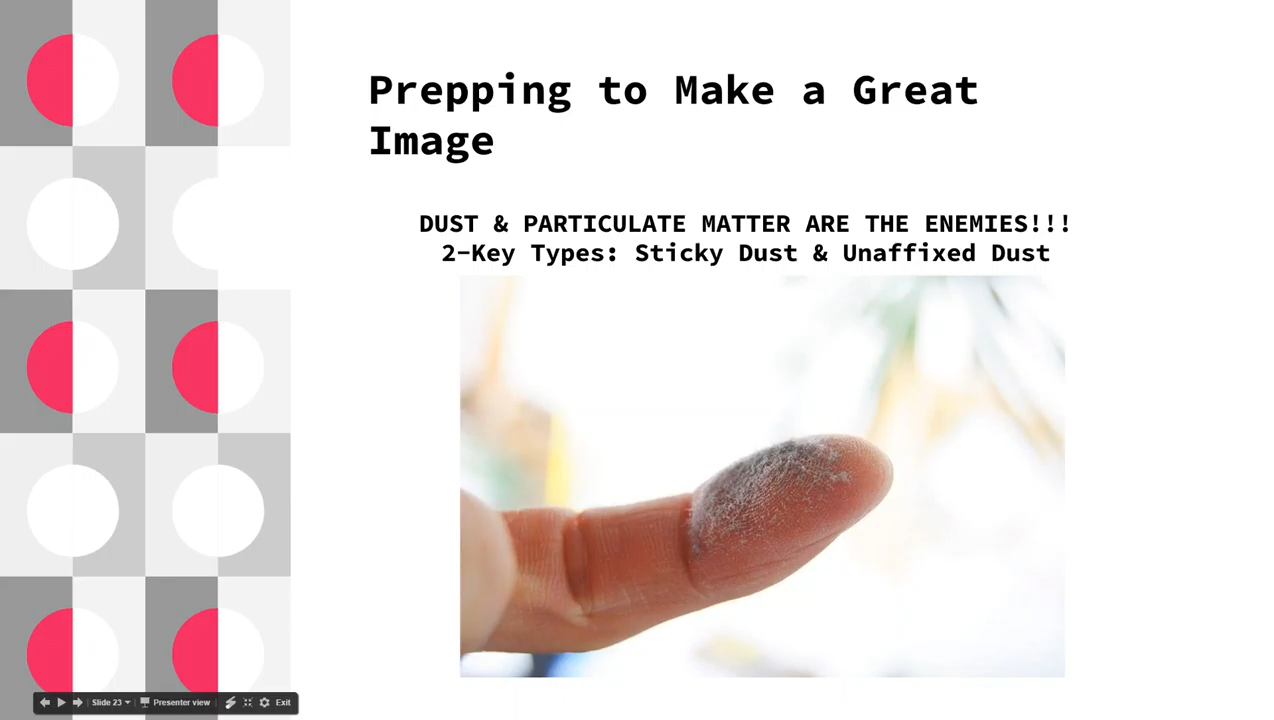 Prepping to Make a Great
Image
DUST & PARTICULATE MATTER ARE THE ENEMIES!!!
2-Key Types: Sticky Dust & Unaffixed Dust
Slide 23
Presenter view
Exit